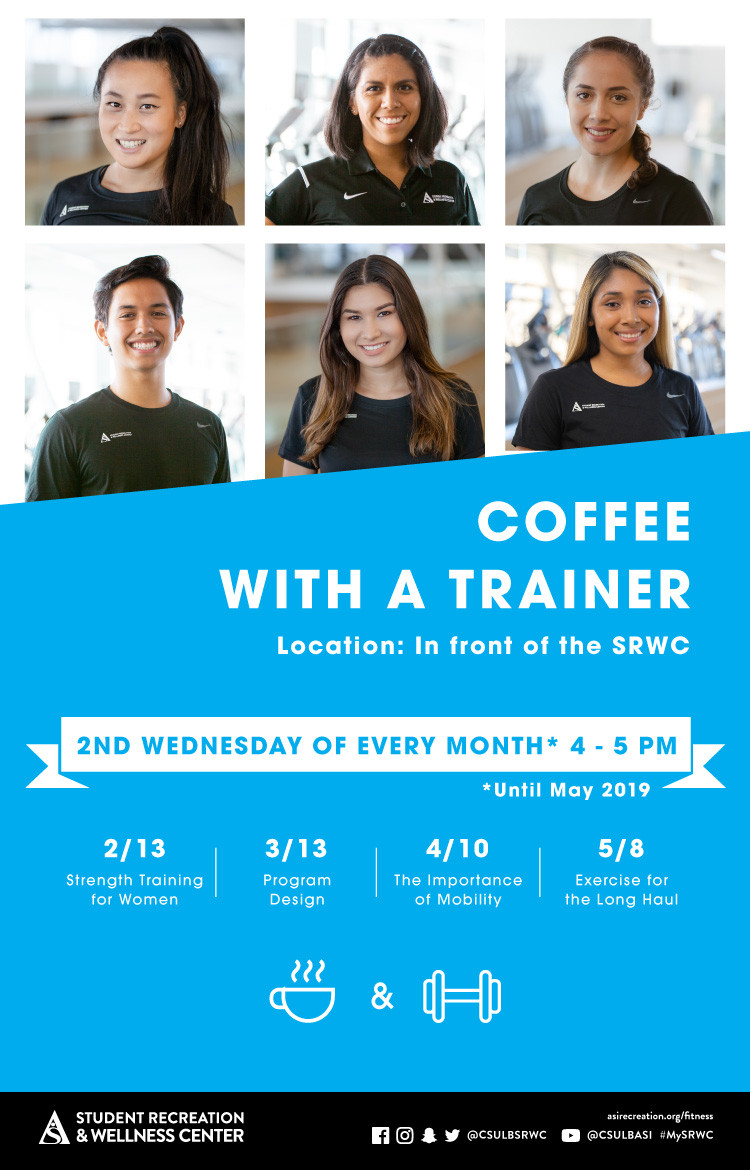 COFFEE
WITH A TRAINER
Location: In front of the SRWC
2ND WEDNESDAY OF EVERY MONTH* 4 - 5 PM
*Until May 2019
2/13
Strength Training
for Women
3/13
Program
Design
4/10
The Importance
of Mobility
5/8
Exercise for
the Long Haul
&
STUDENT RECREATION
& WELLNESS CENTER
asirecreation.org/fitness
@CSULBSRWC @CSULBASI #MySRWC